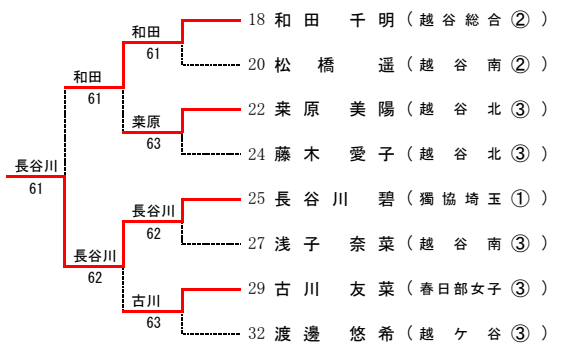 18 和田 千明 (越谷総合 ②)
和田
61
20 松橋 遥 (越谷南 ②)
和田
61
22 桒原 美陽 (越谷北 ③)
桒原
63
24 藤木 愛子 (越谷北 ③)
長谷川
61
25 長谷川 碧 (獨協埼玉 ①)
長谷川
62
27 浅子 奈菜 (越谷南 ③)
長谷川
62
29 古川 友菜 (春日部女子 ③)
古川
63
32 渡邊 悠希 (越ケ谷 ③)